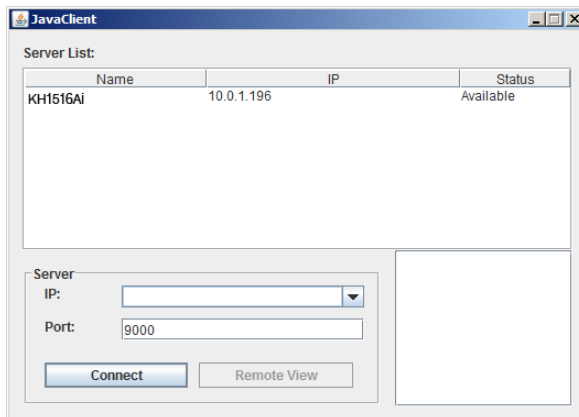 JavaClient
Server List:
Name IP Status
KH1516Ai 10.0.1.196 Available
Server
IP:
Port: 9000
Connect Remote View